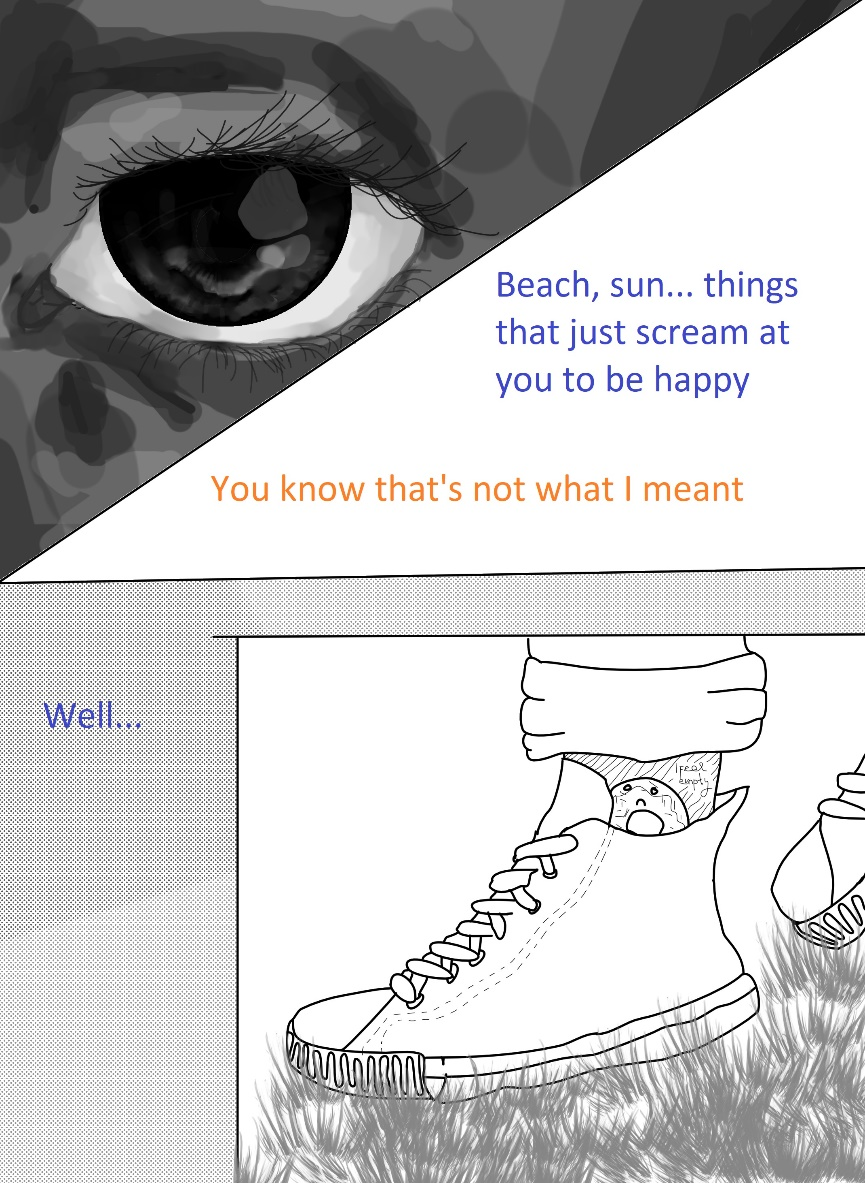 Beach, sun... things
that just scream at
you to be happy
You know that's not what I meant
Well...
I feel
empty